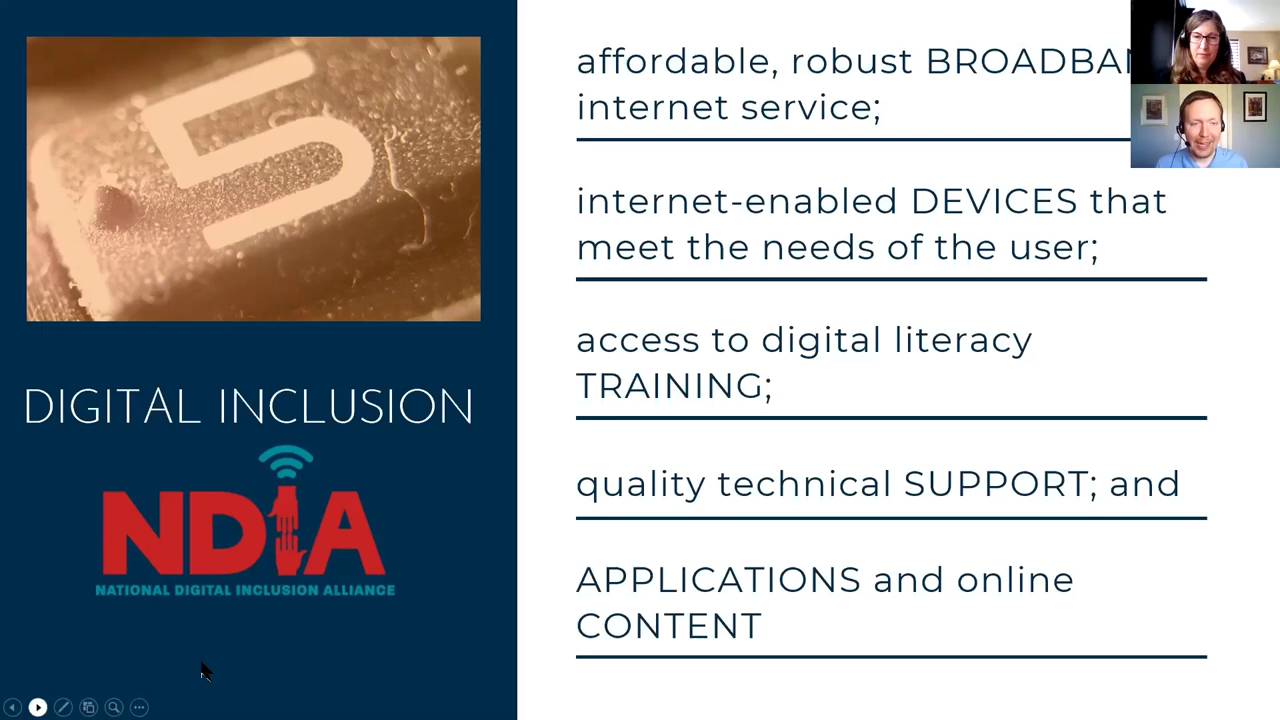 5
DIGITAL INCLUSION
NDIA
NATIONAL DIGITAL INCLUSION ALLIANCE
affordable, robust BROADBAN
internet service;
internet-enabled DEVICES that
meet the needs of the user;
access to digital literacy
TRAINING;
quality technical SUPPORT; and
APPLICATIONS and online
CONTENT